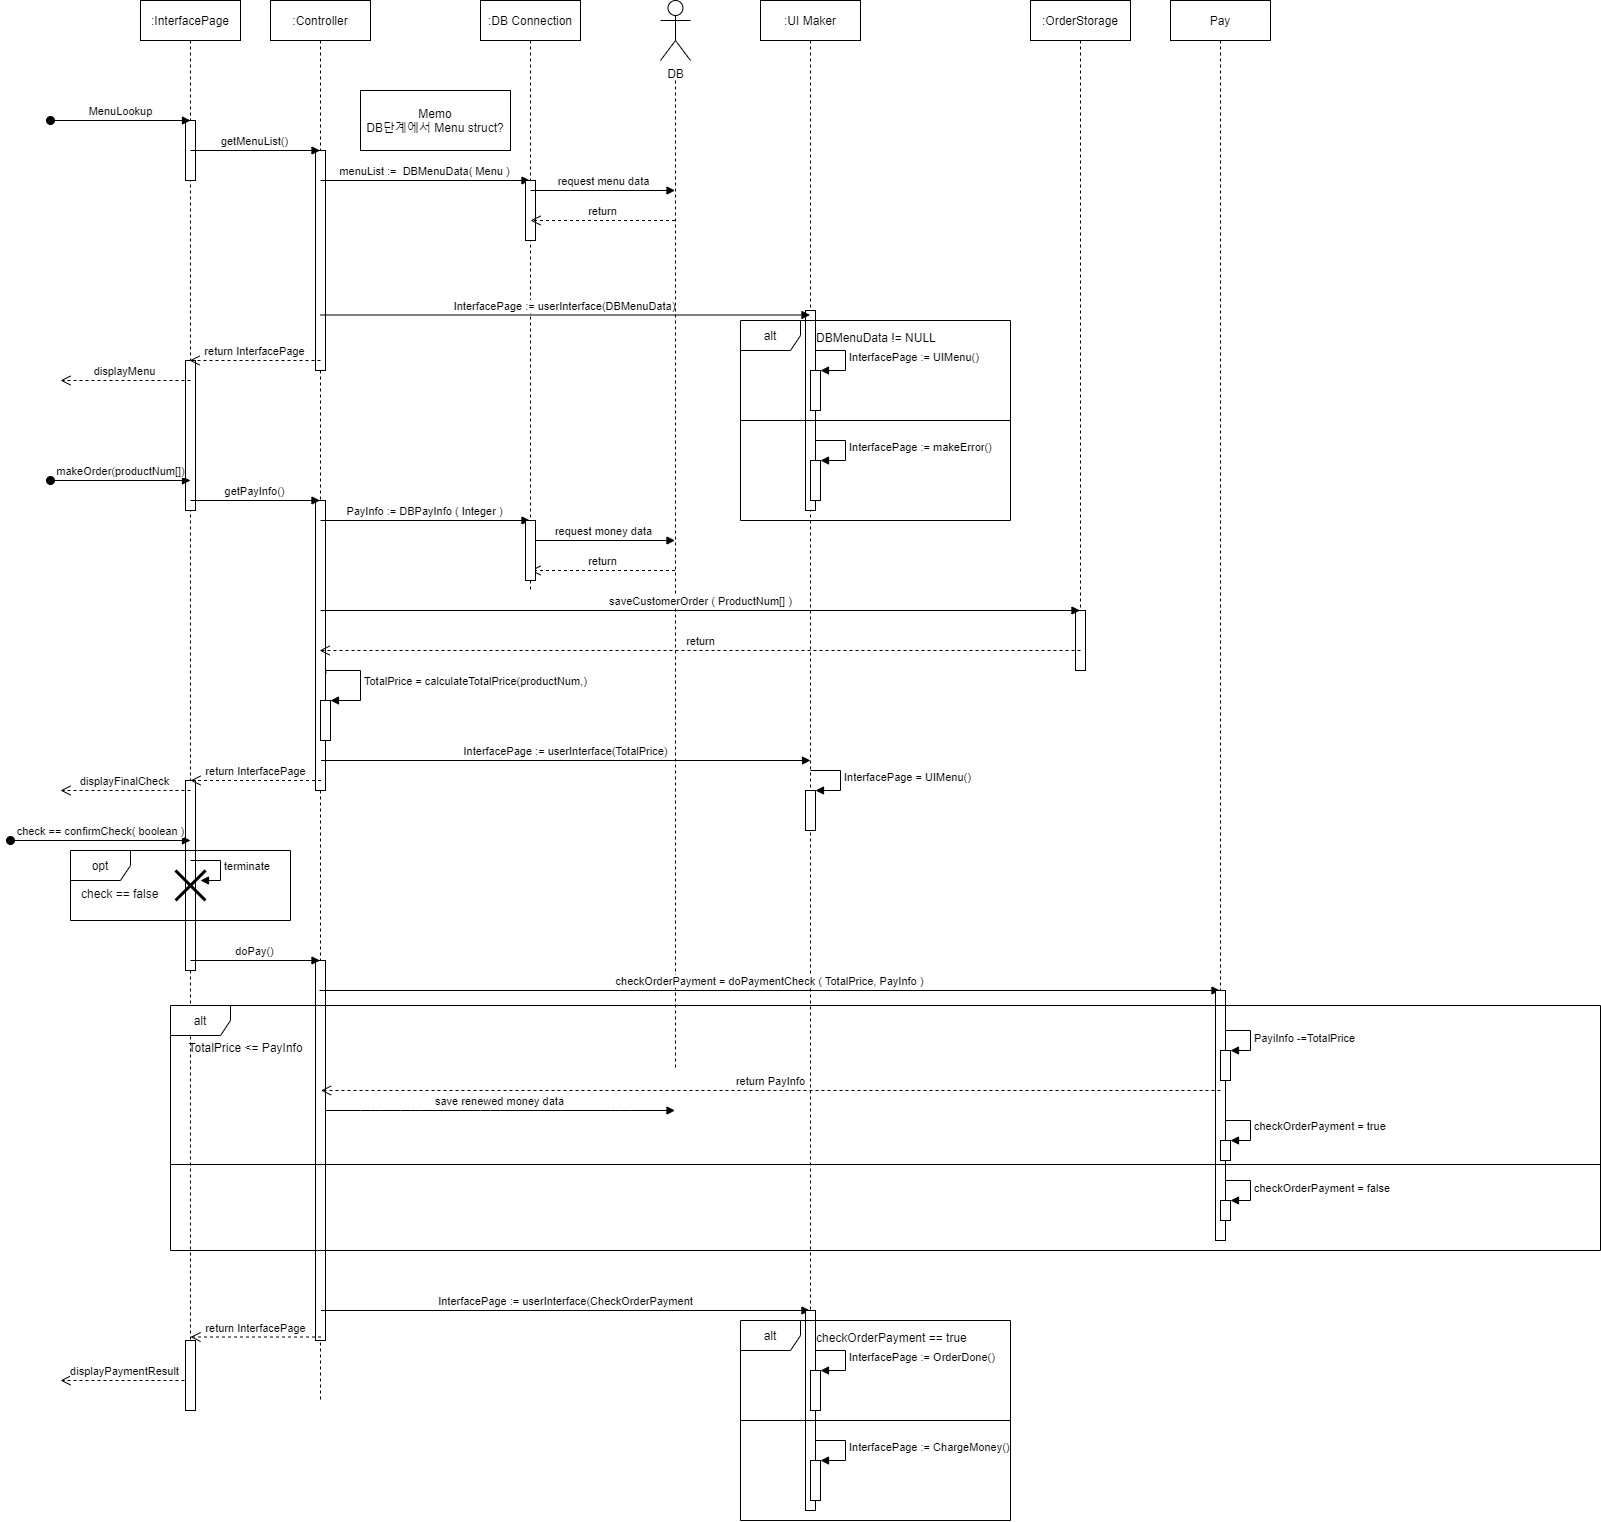 :InterfacePage
:Controller
:DB Connection
DB
:UI Maker
:OrderStorage
Pay
Memo
DB단계에서 Menu struct?
MenuLookup
getMenuList()
menuList := DBMenuData( Menu )
request menu data
return
InterfacePage := userInterface(DBMenuData)
alt
DBMenuData != NULL
InterfacePage := UIMenu()
return InterfacePage
displayMenu
InterfacePage := makeError()
makeOrder(productNum[])
getPayInfo()
PayInfo := DBPayInfo ( Integer )
request money data
return
saveCustomerOrder ( ProductNum[] )
return
TotalPrice = calculateTotalPrice(productNum,)
InterfacePage := userInterface(TotalPrice)
return InterfacePage
InterfacePage = UIMenu()
displayFinalCheck
check == confirmCheck( boolean )
opt
terminate
check == false
doPay()
checkOrderPayment = doPaymentCheck ( TotalPrice, PayInfo )
alt
TotalPrice <= PayInfo
PayiInfo -=TotalPrice
return PayInfo
save renewed money data
checkOrderPayment = true
checkOrderPayment = false
InterfacePage := userInterface(CheckOrderPayment
return InterfacePage
alt
checkOrderPayment == true
InterfacePage := OrderDone()
displayPaymentResult
InterfacePage := ChargeMoney()